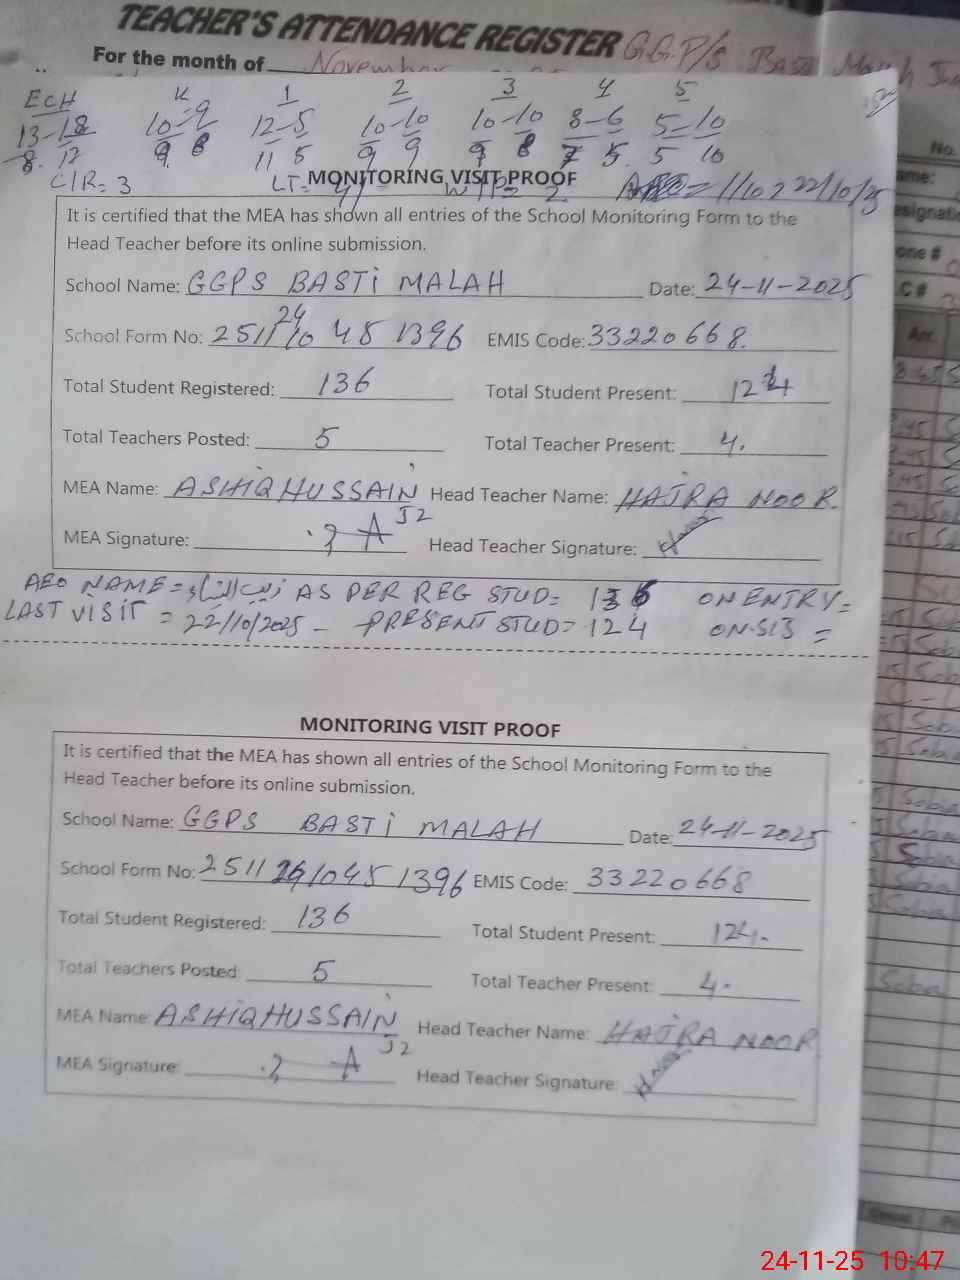 TEACHER'S ATTENDANCE REGISTER G.G.P/S
For the month of November
ECH K 1 2 3 4 5
13-18 10-9 12-5 10-10 10-10 8-6 5-10
8. 12 9 8 11 5 9 9 9 8 7 5 5 10
CIR=3 LT= MONITORING VISIT PROOF = 1/10 22/10/25
It is certified that the MEA has shown all entries of the School Monitoring Form to the
Head Teacher before its online submission.
School Name: GGPS BASTI MALAH Date: 24-11-2025
24
School Form No: 2511/10 45 1396 EMIS Code: 33220668.
Total Student Registered: 136 Total Student Present: 124
Total Teachers Posted: 5 Total Teacher Present: 4.
MEA Name: ASHIQ HUSSAIN Head Teacher Name: HAJRA NOOR
J2
MEA Signature: Head Teacher Signature:
AEO NAME= زیب النساء AS PER REG STUD= 136 ON ENTRY=
LAST VISIT = 22/10/2025 - PRESENT STUD= 124 ON-SIS =
MONITORING VISIT PROOF
It is certified that the MEA has shown all entries of the School Monitoring Form to the
Head Teacher before its online submission.
School Name: GGPS BASTI MALAH Date: 24-11-2025
School Form No: 2511 24 1045 1396 EMIS Code: 33220668
Total Student Registered: 136 Total Student Present: 124.
Total Teachers Posted: 5 Total Teacher Present: 4.
MEA Name: ASHIQ HUSSAIN Head Teacher Name: HAJRA NOOR
J2
MEA Signature: Head Teacher Signature:
24-11-25 10:47